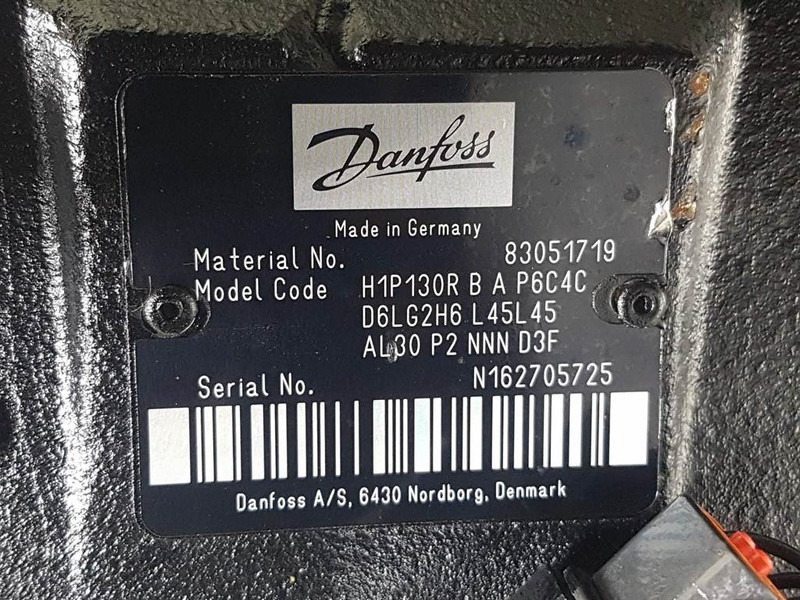 Danfoss
Made in Germany
Material No. 83051719
Model Code H1P130R B A P6C4C
D6LG2H6 L45L45
AL30 P2 NNN D3F
Serial No. N162705725
Danfoss A/S, 6430 Nordborg, Denmark